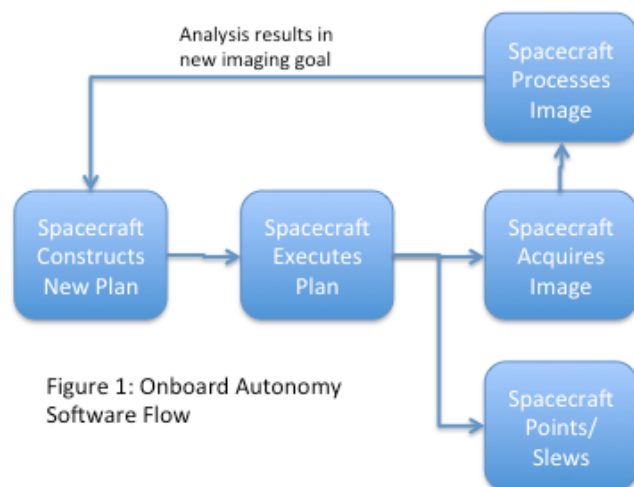 Analysis results in
new imaging goal
Spacecraft
Processes
Image
Spacecraft
Constructs
New Plan
Spacecraft
Executes
Plan
Spacecraft
Acquires
Image
Figure 1: Onboard Autonomy
Software Flow
Spacecraft
Points/
Slews